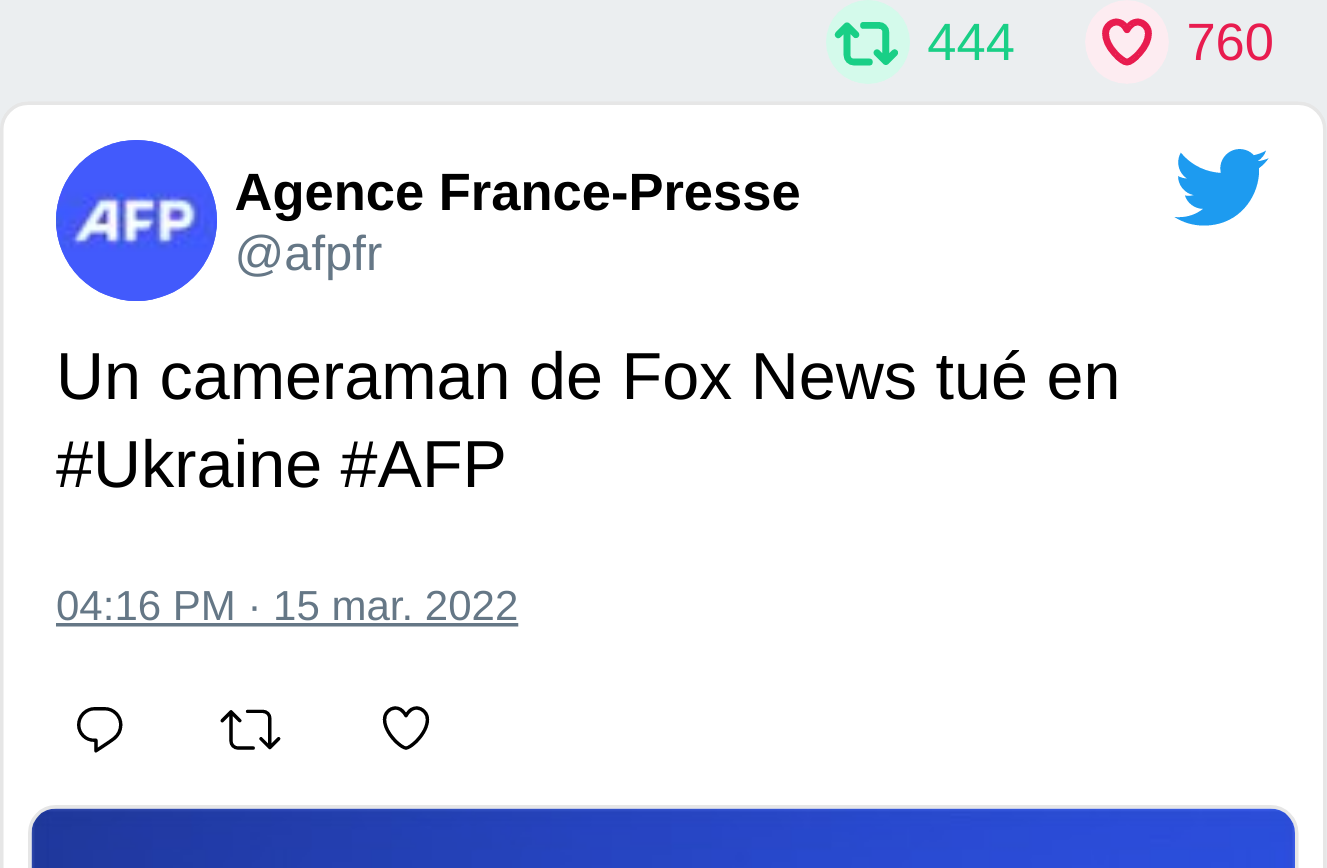 444 760
AFP
Agence France-Presse
@afpfr
Un cameraman de Fox News tué en
#Ukraine #AFP
04:16 PM · 15 mar. 2022